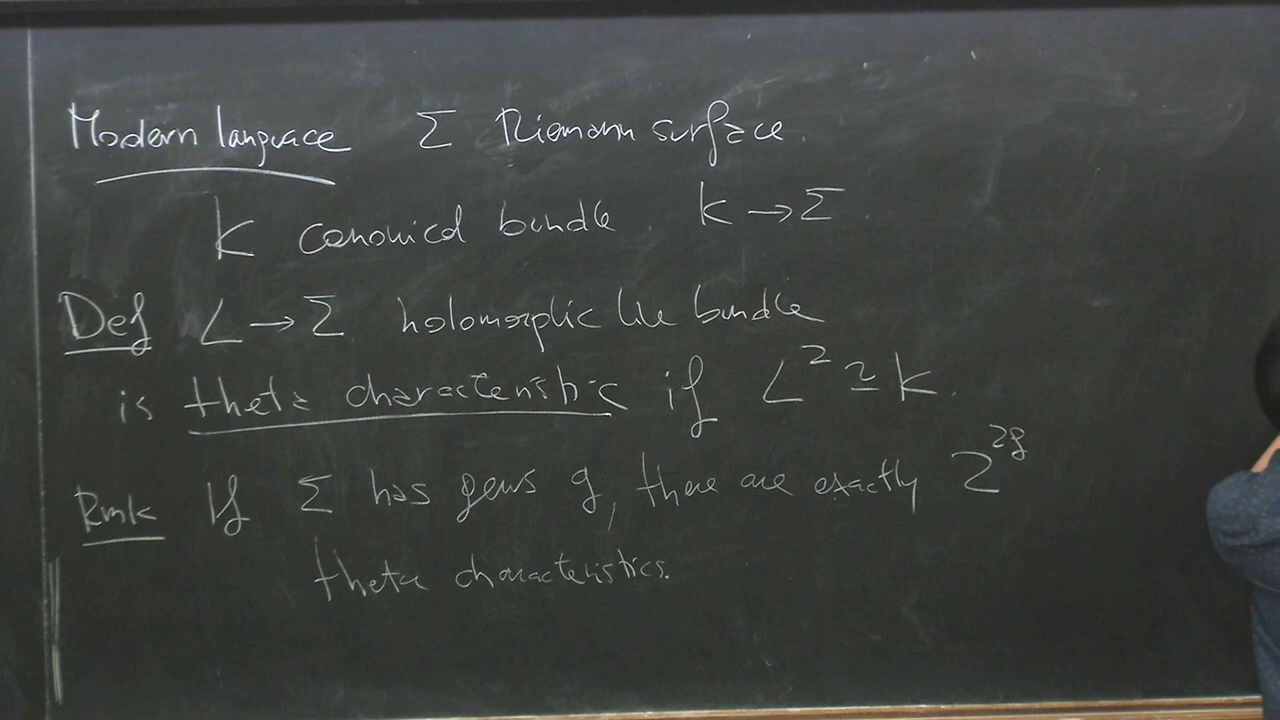 Modern language Σ Riemann surface.
K canonical bundle. K → Σ.
Def L → Σ holomorphic line bundle
is theta characteristic if L² ≃ K.
Rmk If Σ has genus g, there are exactly 2^{2g}
theta characteristics.